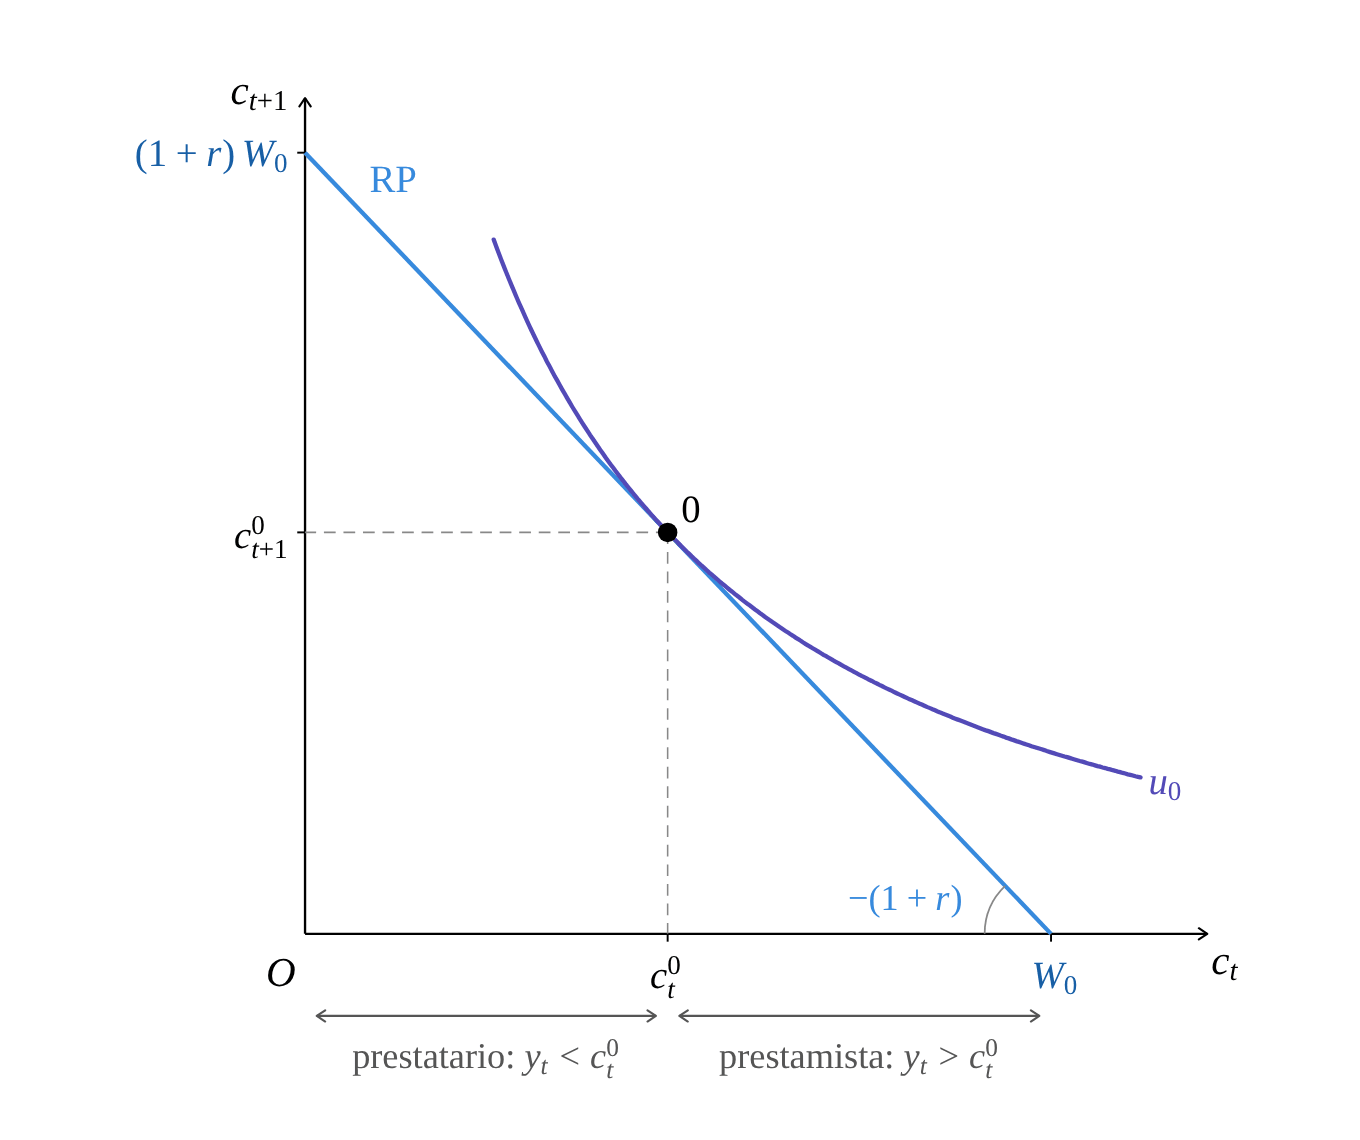 c_{t+1}
(1 + r) W_0
RP
0
c^0_{t+1}
u_0
−(1 + r)
O
c^0_t
W_0
c_t
prestatario: y_t < c^0_t
prestamista: y_t > c^0_t